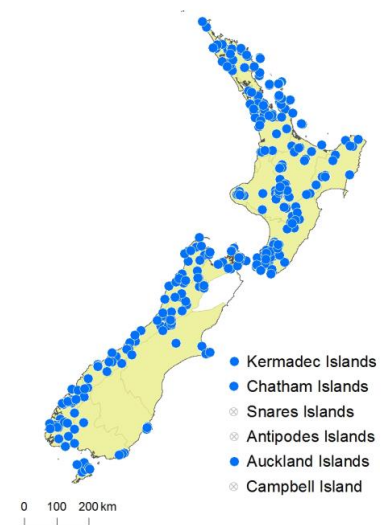 Kermadec Islands
Chatham Islands
Snares Islands
Antipodes Islands
Auckland Islands
Campbell Island
0 100 200 km